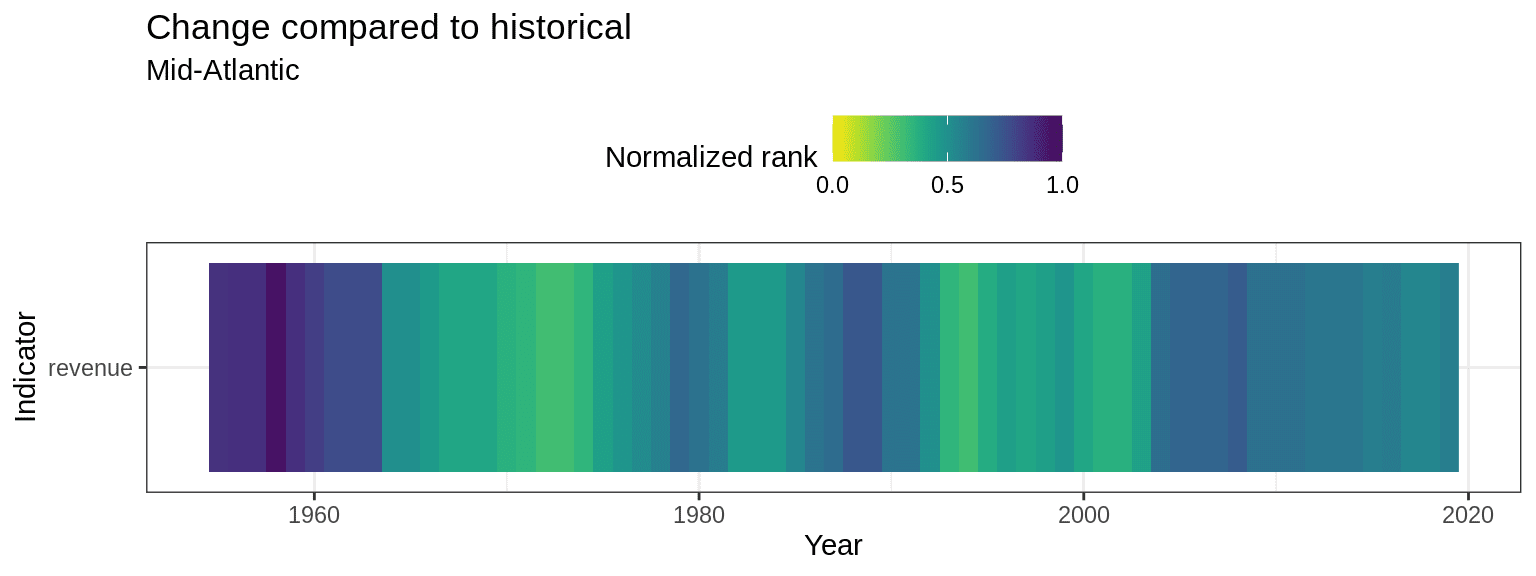 Change compared to historical
Mid-Atlantic
Normalized rank
0.0 0.5 1.0
Indicator
revenue
1960 1980 2000 2020
Year